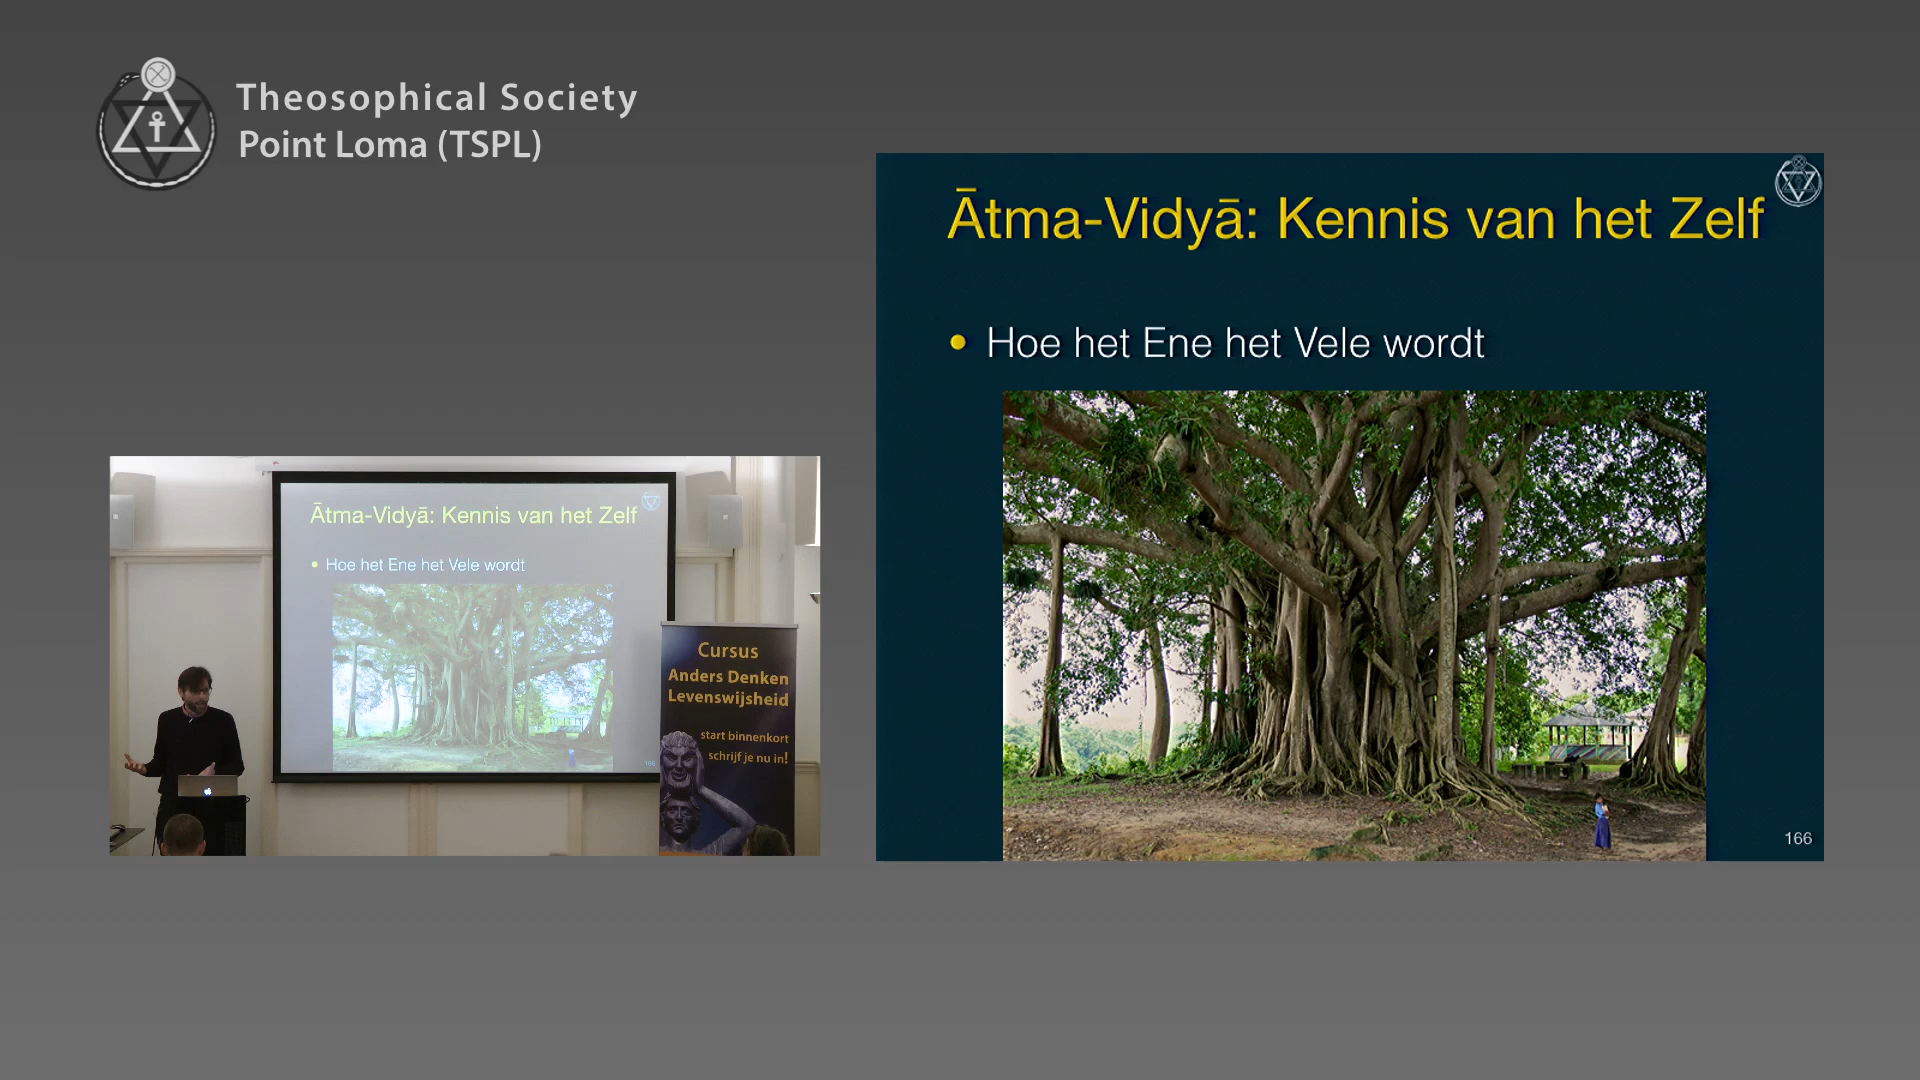 Theosophical Society
Point Loma (TSPL)
Ātma-Vidyā: Kennis van het Zelf
• Hoe het Ene het Vele wordt
166
Ātma-Vidyā: Kennis van het Zelf
• Hoe het Ene het Vele wordt
166
Cursus
Anders Denken
Levenswijsheid
start binnenkort
schrijf je nu in!